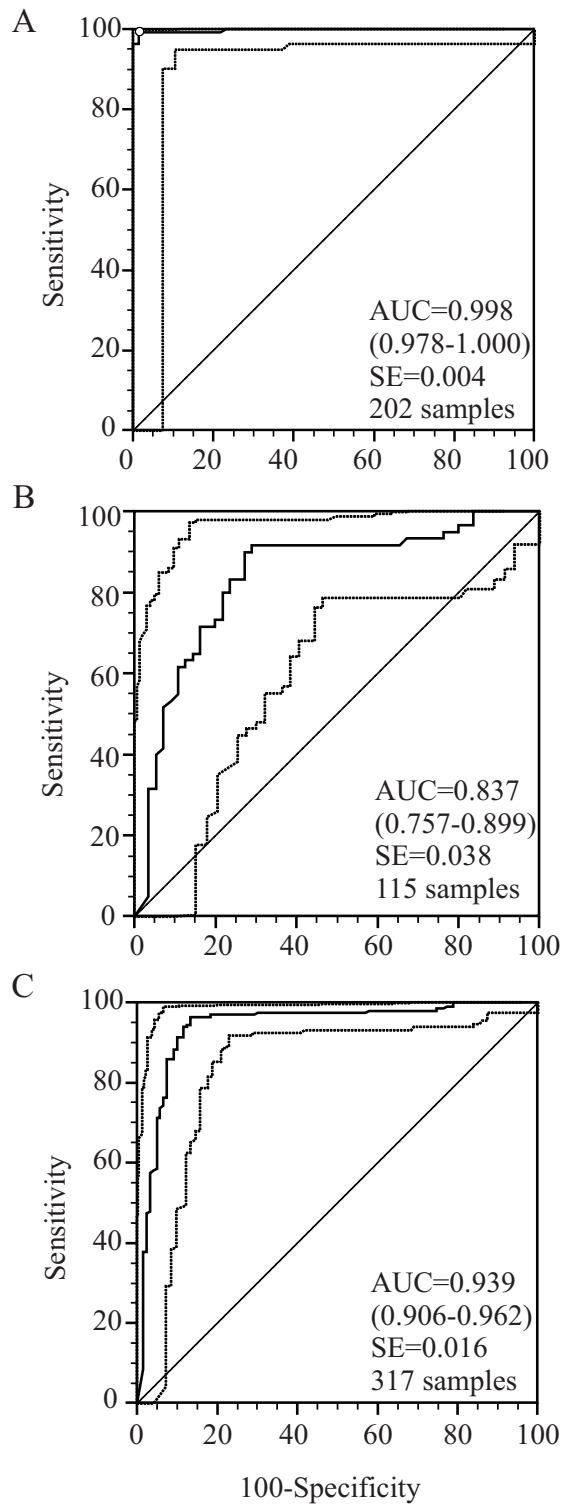 A
100
80
60
40
20
0
Sensitivity
AUC=0.998
(0.978-1.000)
SE=0.004
202 samples
0 20 40 60 80 100
B
100
80
60
40
20
0
Sensitivity
AUC=0.837
(0.757-0.899)
SE=0.038
115 samples
0 20 40 60 80 100
C
100
80
60
40
20
0
Sensitivity
AUC=0.939
(0.906-0.962)
SE=0.016
317 samples
0 20 40 60 80 100
100-Specificity